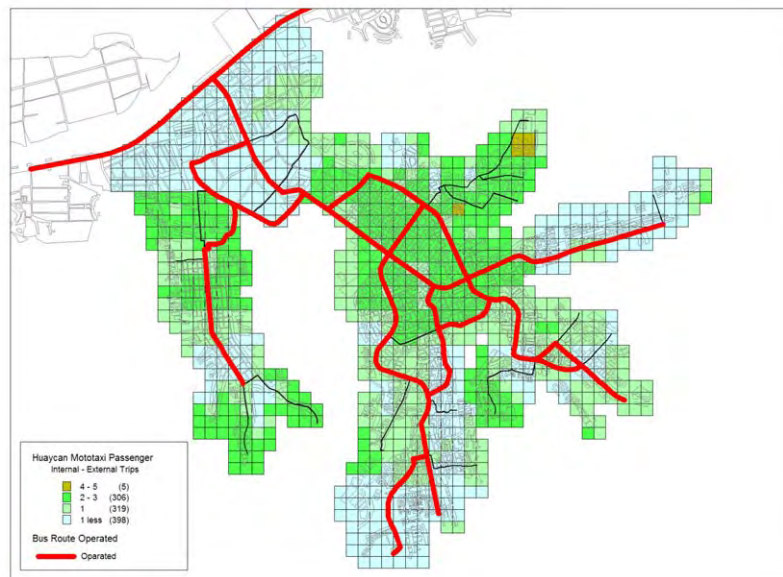 Huaycan Mototaxi Passenger
Internal - External Trips
4 - 5 (5)
2 - 3 (306)
1 (319)
1 less (398)
Bus Route Operated
Oparated